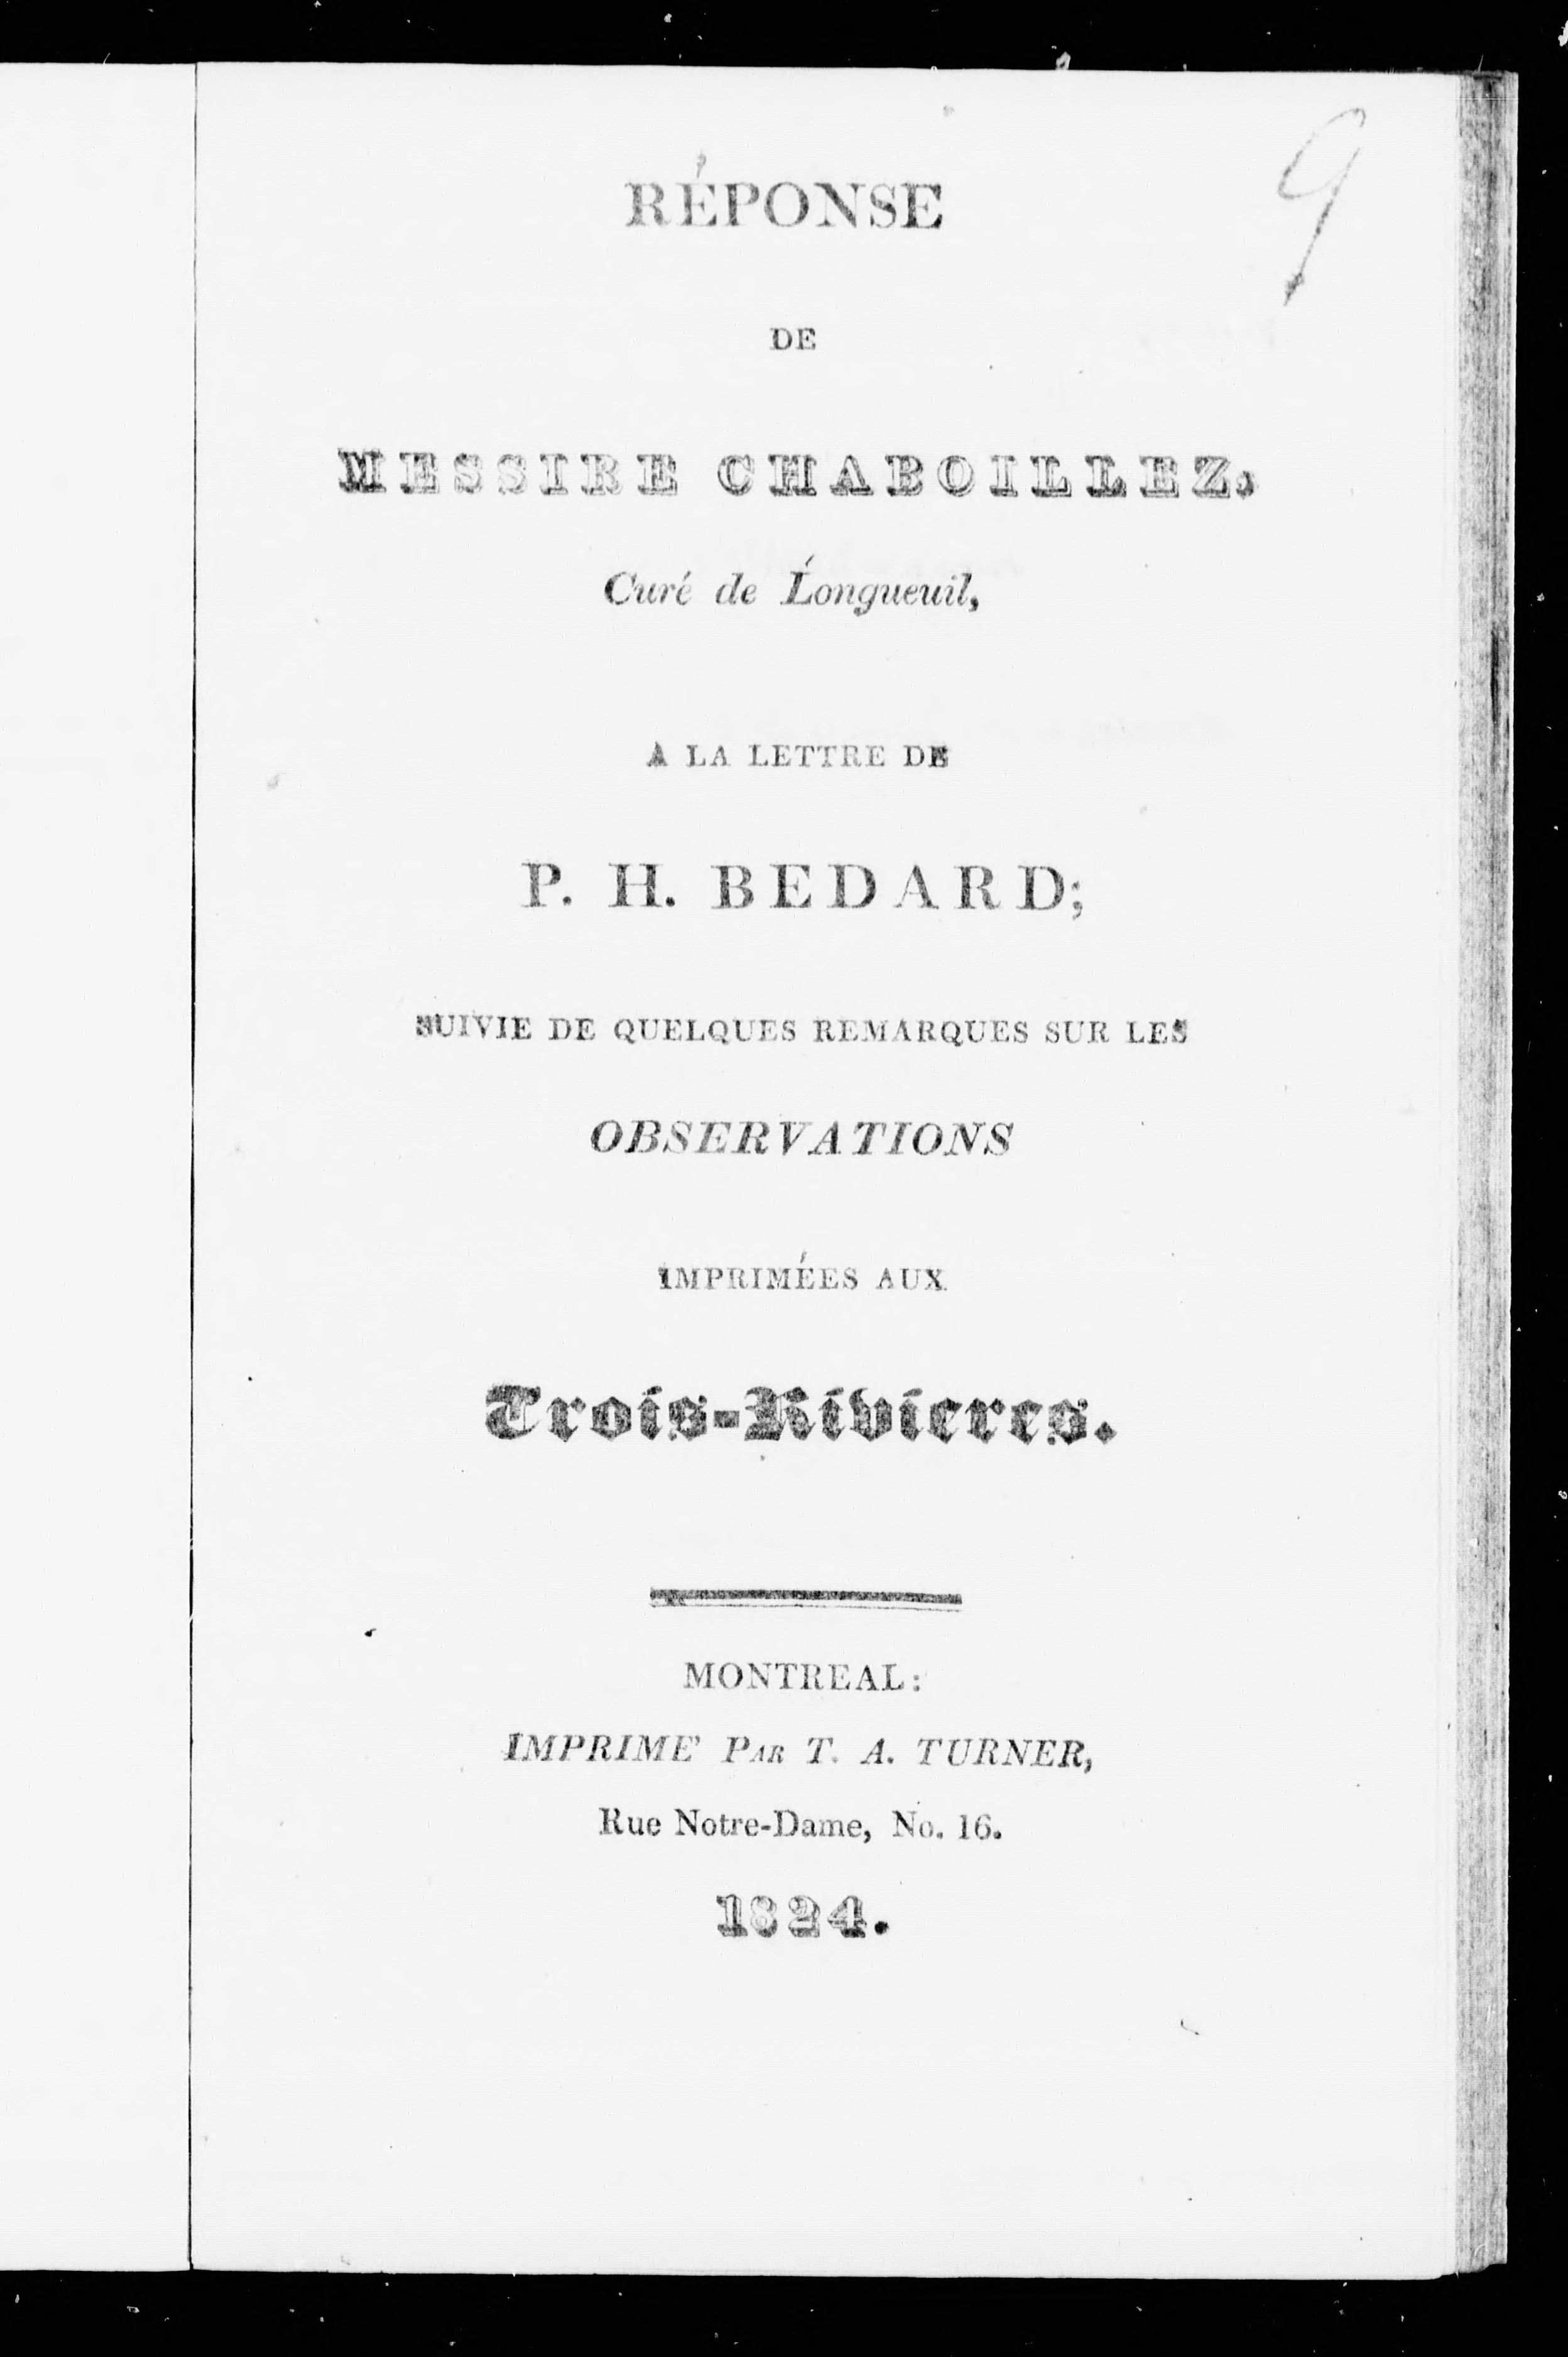 9
RÉPONSE
DE
MESSIRE CHABOILLEZ,
Curé de Longueuil,
A LA LETTRE DE
P. H. BEDARD;
SUIVIE DE QUELQUES REMARQUES SUR LES
OBSERVATIONS
IMPRIMÉES AUX
Trois-Rivieres.
MONTREAL:
IMPRIME' PAR T. A. TURNER,
Rue Notre-Dame, No. 16.
1824.